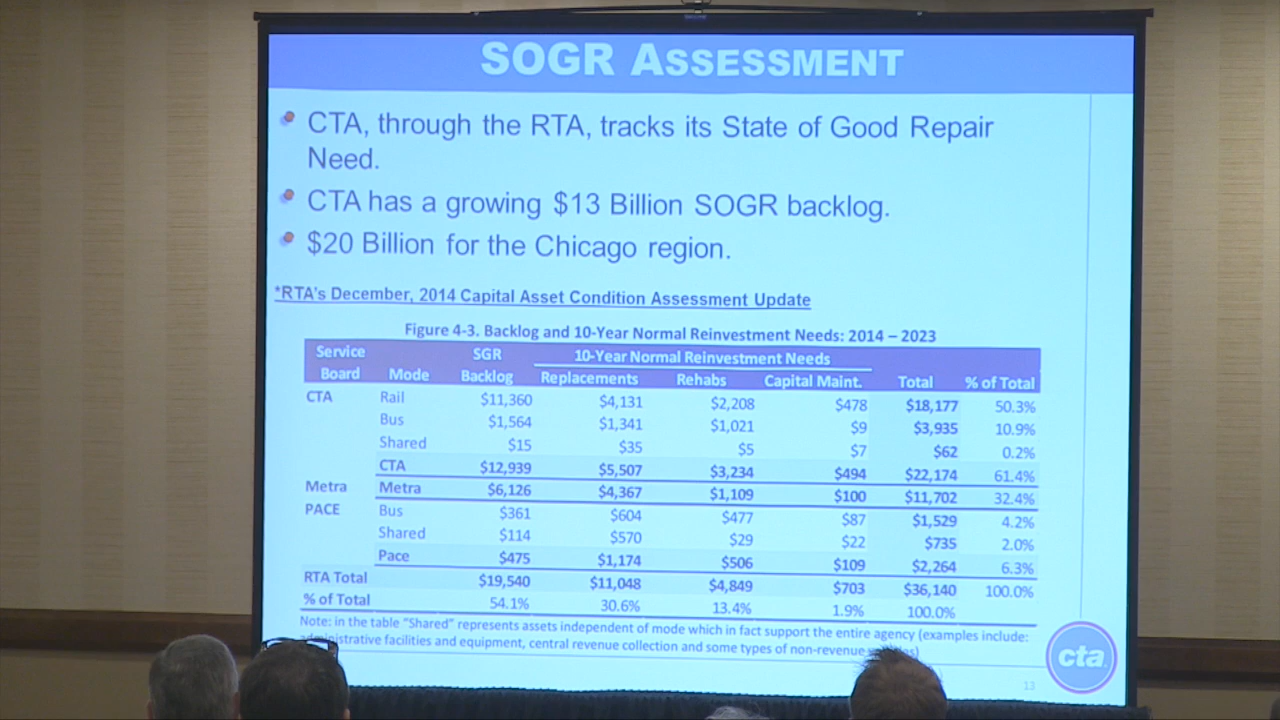 SOGR ASSESSMENT
CTA, through the RTA, tracks its State of Good Repair
Need.
CTA has a growing $13 Billion SOGR backlog.
$20 Billion for the Chicago region.
*RTA's December, 2014 Capital Asset Condition Assessment Update
Figure 4-3. Backlog and 10-Year Normal Reinvestment Needs: 2014 – 2023
Service SGR 10-Year Normal Reinvestment Needs
Board Mode Backlog Replacements Rehabs Capital Maint. Total % of Total
CTA Rail $11,360 $4,131 $2,208 $478 $18,177 50.3%
Bus $1,564 $1,341 $1,021 $9 $3,935 10.9%
Shared $15 $35 $5 $7 $62 0.2%
CTA $12,939 $5,507 $3,234 $494 $22,174 61.4%
Metra Metra $6,126 $4,367 $1,109 $100 $11,702 32.4%
PACE Bus $361 $604 $477 $87 $1,529 4.2%
Shared $114 $570 $29 $22 $735 2.0%
Pace $475 $1,174 $506 $109 $2,264 6.3%
RTA Total $19,540 $11,048 $4,849 $703 $36,140 100.0%
% of Total 54.1% 30.6% 13.4% 1.9% 100.0%
Note: in the table "Shared" represents assets independent of mode which in fact support the entire agency (examples include:
administrative facilities and equipment, central revenue collection and some types of non-revenue
cta
13